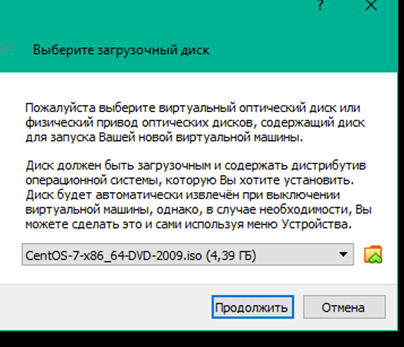 ?
Выберите загрузочный диск
Пожалуйста выберите виртуальный оптический диск или
физический привод оптических дисков, содержащий диск
для запуска Вашей новой виртуальной машины.
Диск должен быть загрузочным и содержать дистрибутив
операционной системы, которую Вы хотите установить.
Диск будет автоматически извлечён при выключении
виртуальной машины, однако, в случае необходимости, Вы
можете сделать это и сами используя меню Устройства.
CentOS-7-x86_64-DVD-2009.iso (4,39 ГБ)
Продолжить Отмена